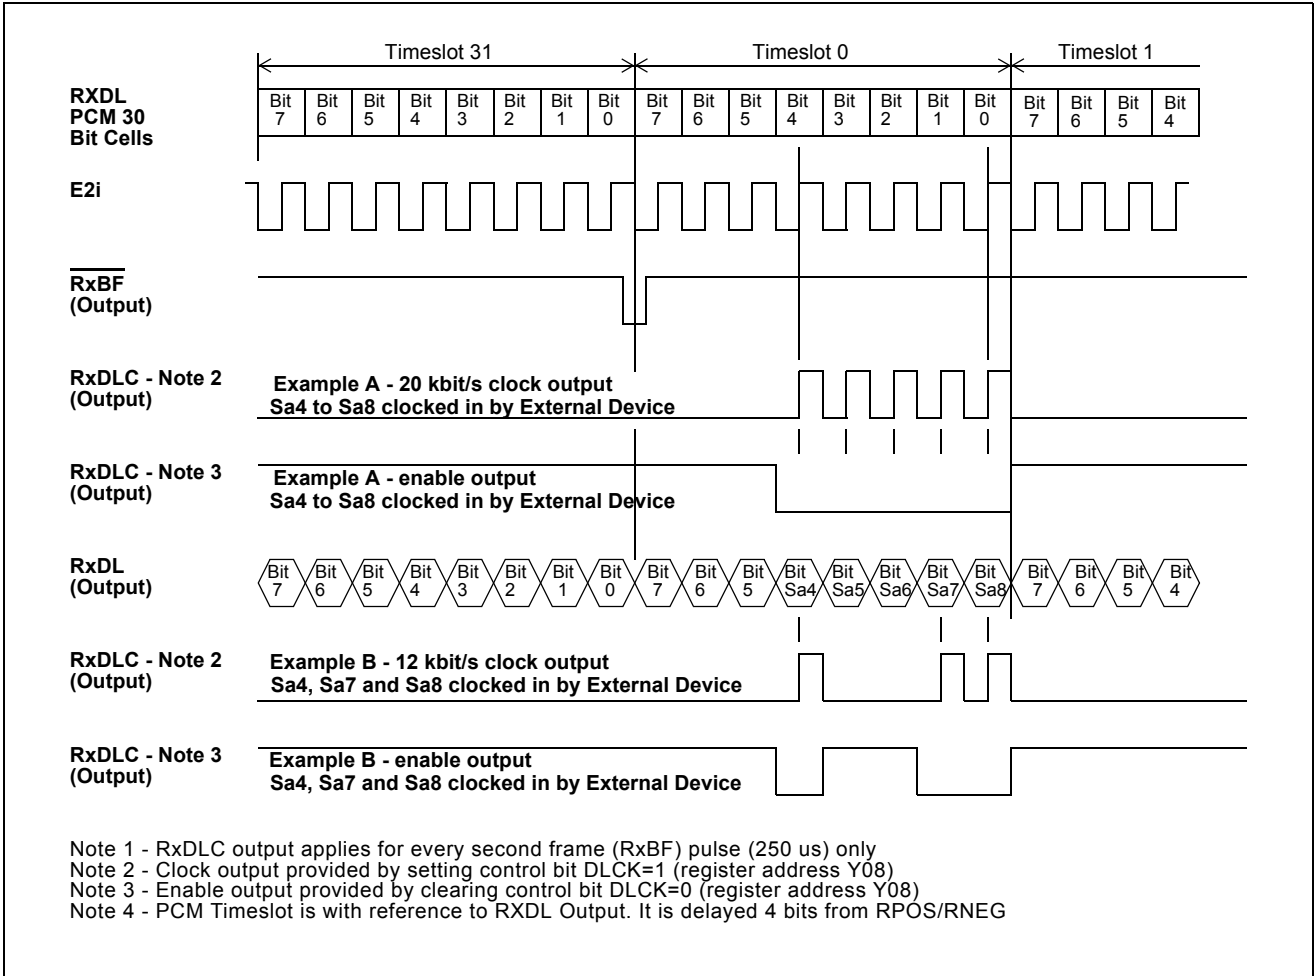 Timeslot 31 Timeslot 0 Timeslot 1
RXDL
PCM 30
Bit Cells
Bit 7 Bit 6 Bit 5 Bit 4 Bit 3 Bit 2 Bit 1 Bit 0 Bit 7 Bit 6 Bit 5 Bit 4 Bit 3 Bit 2 Bit 1 Bit 0 Bit 7 Bit 6 Bit 5 Bit 4
E2i
RxBF
(Output)
RxDLC - Note 2
(Output)
Example A - 20 kbit/s clock output
Sa4 to Sa8 clocked in by External Device
RxDLC - Note 3
(Output)
Example A - enable output
Sa4 to Sa8 clocked in by External Device
RxDL
(Output)
Bit 7 Bit 6 Bit 5 Bit 4 Bit 3 Bit 2 Bit 1 Bit 0 Bit 7 Bit 6 Bit 5 Bit Sa4 Bit Sa5 Bit Sa6 Bit Sa7 Bit Sa8 Bit 7 Bit 6 Bit 5 Bit 4
RxDLC - Note 2
(Output)
Example B - 12 kbit/s clock output
Sa4, Sa7 and Sa8 clocked in by External Device
RxDLC - Note 3
(Output)
Example B - enable output
Sa4, Sa7 and Sa8 clocked in by External Device
Note 1 - RxDLC output applies for every second frame (RxBF) pulse (250 us) only
Note 2 - Clock output provided by setting control bit DLCK=1 (register address Y08)
Note 3 - Enable output provided by clearing control bit DLCK=0 (register address Y08)
Note 4 - PCM Timeslot is with reference to RXDL Output. It is delayed 4 bits from RPOS/RNEG